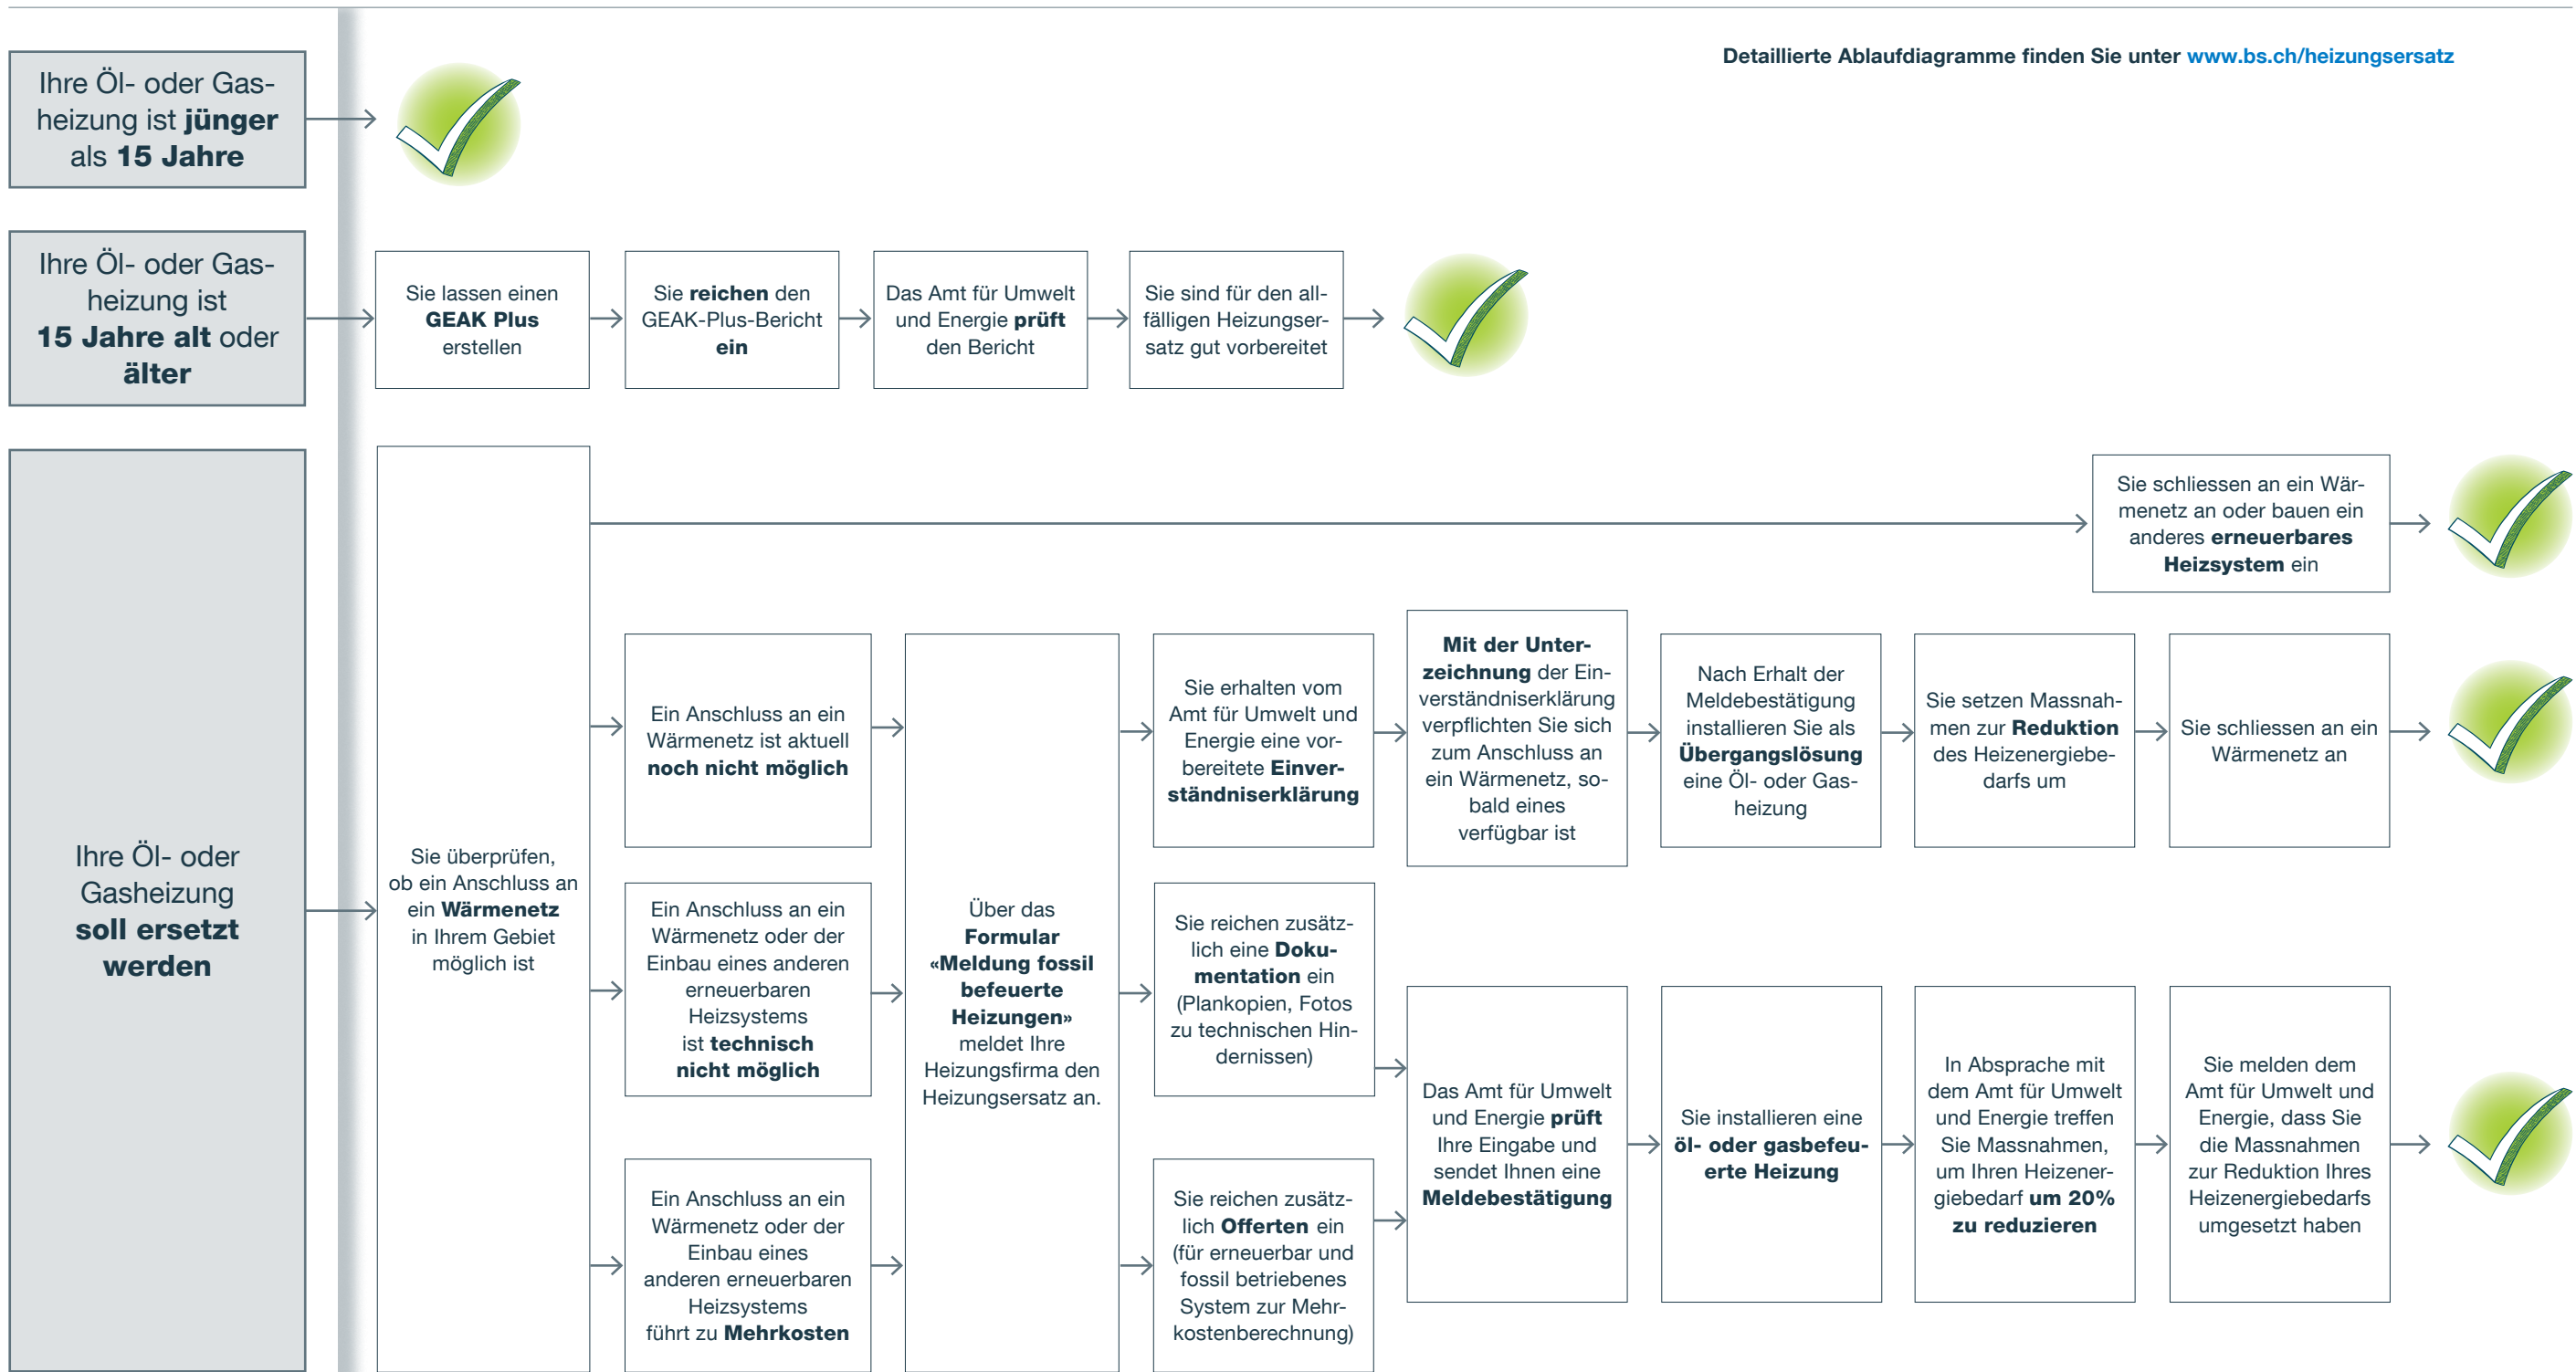 Detaillierte Ablaufdiagramme finden Sie unter www.bs.ch/heizungsersatz
Ihre Öl- oder Gas-
heizung ist jünger
als 15 Jahre
Ihre Öl- oder Gas-
heizung ist
15 Jahre alt oder
älter
Sie lassen einen
GEAK Plus
erstellen
Sie reichen den
GEAK-Plus-Bericht
ein
Das Amt für Umwelt
und Energie prüft
den Bericht
Sie sind für den all-
fälligen Heizungser-
satz gut vorbereitet
Ihre Öl- oder
Gasheizung
soll ersetzt
werden
Sie überprüfen,
ob ein Anschluss an
ein Wärmenetz
in Ihrem Gebiet
möglich ist
Sie schliessen an ein Wär-
menetz an oder bauen ein
anderes erneuerbares
Heizsystem ein
Ein Anschluss an ein
Wärmenetz ist aktuell
noch nicht möglich
Ein Anschluss an ein
Wärmenetz oder der
Einbau eines anderen
erneuerbaren
Heizsystems
ist technisch
nicht möglich
Ein Anschluss an ein
Wärmenetz oder der
Einbau eines
anderen erneuerbaren
Heizsystems
führt zu Mehrkosten
Über das
Formular
«Meldung fossil
befeuerte
Heizungen»
meldet Ihre
Heizungsfirma den
Heizungsersatz an.
Sie erhalten vom
Amt für Umwelt und
Energie eine vor-
bereitete Einver-
ständniserklärung
Mit der Unter-
zeichnung der Ein-
verständniserklärung
verpflichten Sie sich
zum Anschluss an
ein Wärmenetz, so-
bald eines
verfügbar ist
Nach Erhalt der
Meldebestätigung
installieren Sie als
Übergangslösung
eine Öl- oder Gas-
heizung
Sie setzen Massnah-
men zur Reduktion
des Heizenergiebe-
darfs um
Sie schliessen an ein
Wärmenetz an
Sie reichen zusätz-
lich eine Doku-
mentation ein
(Plankopien, Fotos
zu technischen Hin-
dernissen)
Sie reichen zusätz-
lich Offerten ein
(für erneuerbar und
fossil betriebenes
System zur Mehr-
kostenberechnung)
Das Amt für Umwelt
und Energie prüft
Ihre Eingabe und
sendet Ihnen eine
Meldebestätigung
Sie installieren eine
öl- oder gasbefeu-
erte Heizung
In Absprache mit
dem Amt für Umwelt
und Energie treffen
Sie Massnahmen,
um Ihren Heizener-
giebedarf um 20%
zu reduzieren
Sie melden dem
Amt für Umwelt und
Energie, dass Sie
die Massnahmen
zur Reduktion Ihres
Heizenergiebedarfs
umgesetzt haben